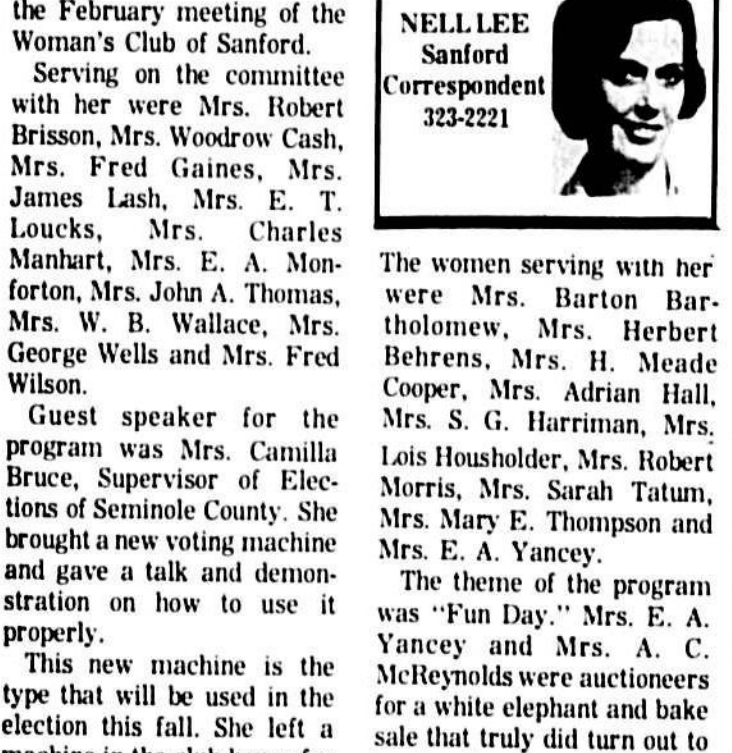 the February meeting of the
Woman's Club of Sanford.
Serving on the committee
with her were Mrs. Robert
Brisson, Mrs. Woodrow Cash,
Mrs. Fred Gaines, Mrs.
James Lash, Mrs. E. T.
Loucks, Mrs. Charles
Manhart, Mrs. E. A. Mon-
forton, Mrs. John A. Thomas,
Mrs. W. B. Wallace, Mrs.
George Wells and Mrs. Fred
Wilson.
Guest speaker for the
program was Mrs. Camilla
Bruce, Supervisor of Elec-
tions of Seminole County. She
brought a new voting machine
and gave a talk and demon-
stration on how to use it
properly.
This new machine is the
type that will be used in the
election this fall. She left a
machine in the club
NELL LEE
Sanford
Correspondent
323-2221
The women serving with her
were Mrs. Barton Bar-
tholomew, Mrs. Herbert
Behrens, Mrs. H. Meade
Cooper, Mrs. Adrian Hall,
Mrs. S. G. Harriman, Mrs.
Lois Housholder, Mrs. Robert
Morris, Mrs. Sarah Tatum,
Mrs. Mary E. Thompson and
Mrs. E. A. Yancey.
The theme of the program
was "Fun Day." Mrs. E. A.
Yancey and Mrs. A. C.
McReynolds were auctioneers
for a white elephant and bake
sale that truly did turn out to